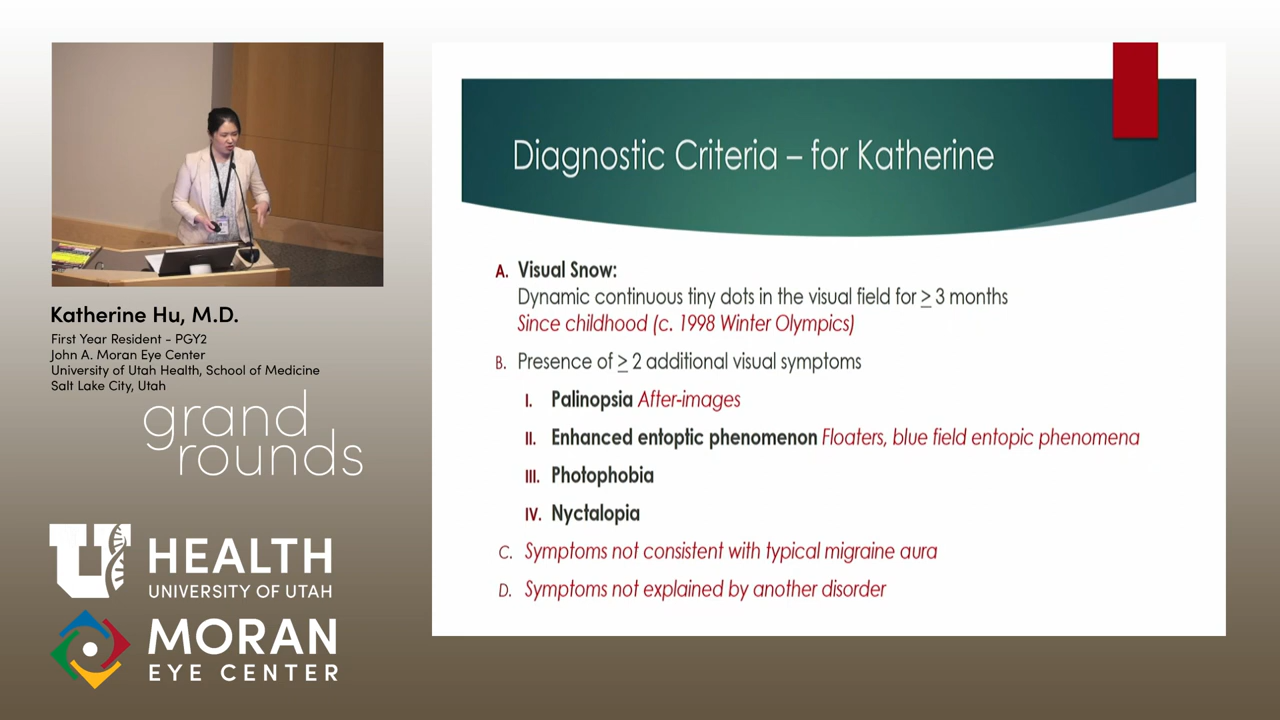 Katherine Hu, M.D.
First Year Resident - PGY2
John A. Moran Eye Center
University of Utah Health, School of Medicine
Salt Lake City, Utah
grand
rounds
U HEALTH
UNIVERSITY OF UTAH
MORAN
EYE CENTER
Diagnostic Criteria – for Katherine
A. Visual Snow:
Dynamic continuous tiny dots in the visual field for ≥ 3 months
Since childhood (c. 1998 Winter Olympics)
B. Presence of ≥ 2 additional visual symptoms
I. Palinopsia After-images
II. Enhanced entoptic phenomenon Floaters, blue field entopic phenomena
III. Photophobia
IV. Nyctalopia
C. Symptoms not consistent with typical migraine aura
D. Symptoms not explained by another disorder